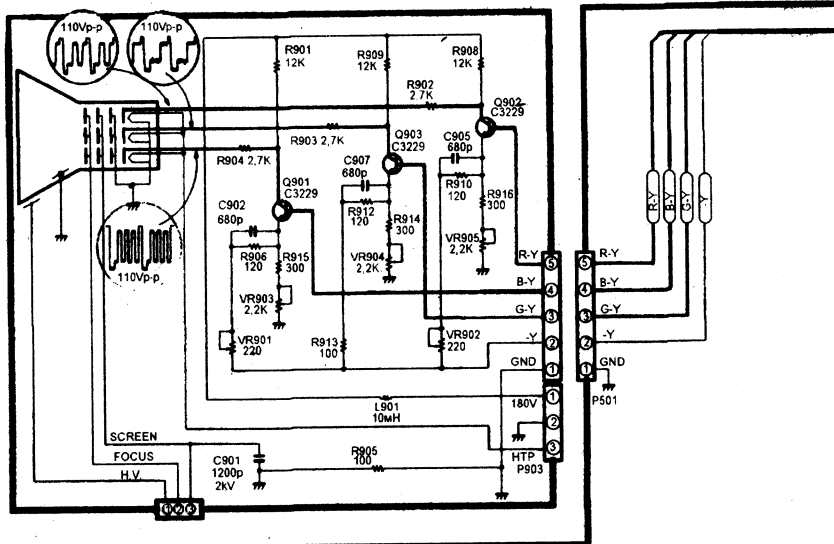 110Vp-p
110Vp-p
R901
12K
R909
12K
R908
12K
R902
2.7K
Q902
C3229
R903 2,7K
R904 2,7K
Q903
C3229
C905
680p
C907
680p
R910
120
R916
300
Q901
C3229
C902
680p
R912
120
R914
300
R906
120
R915
300
VR905
2,2K
VR904
2,2K
VR903
2,2K
110Vp-p
VR901
220
R913
100
VR902
220
R-Y
5
B-Y
4
G-Y
3
-Y
2
GND
1
R-Y
B-Y
G-Y
-Y
5
R-Y
4
B-Y
3
G-Y
2
-Y
1
GND
P501
L901
10мН
180V
1
2
3
HTP
P903
SCREEN
FOCUS
H.V.
C901
1200p
2kV
R905
100
1 2 3